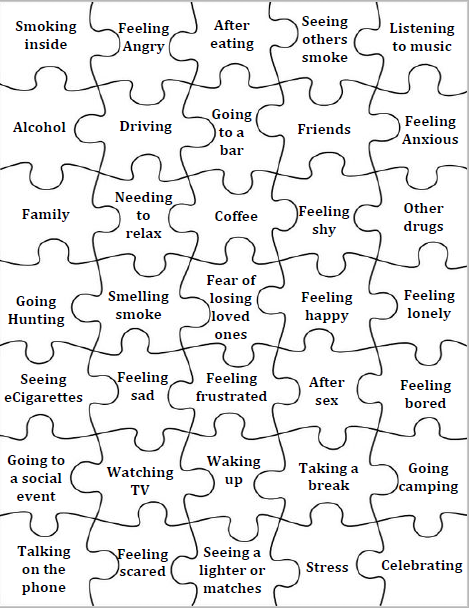 Smoking
inside
Feeling
Angry
After
eating
Seeing
others
smoke
Listening
to music
Alcohol
Driving
Going
to a
bar
Friends
Feeling
Anxious
Family
Needing
to
relax
Coffee
Feeling
shy
Other
drugs
Going
Hunting
Smelling
smoke
Fear of
losing
loved
ones
Feeling
happy
Feeling
lonely
Seeing
eCigarettes
Feeling
sad
Feeling
frustrated
After
sex
Feeling
bored
Going to
a social
event
Watching
TV
Waking
up
Taking a
break
Going
camping
Talking
on the
phone
Feeling
scared
Seeing a
lighter or
matches
Stress
Celebrating